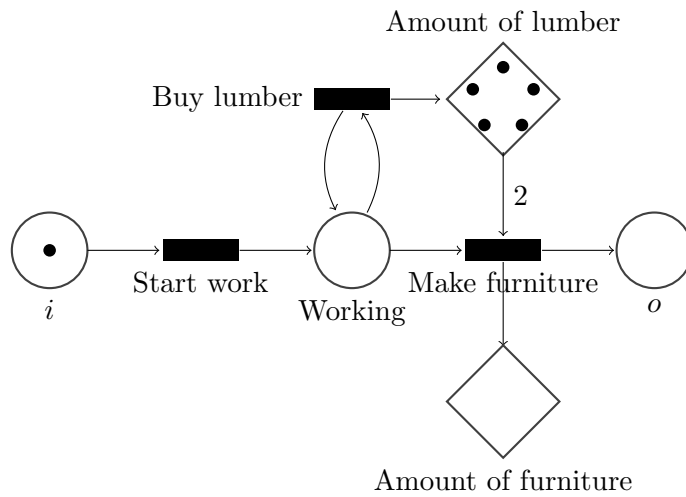 Amount of lumber
Buy lumber
2
Start work
Make furniture
i
Working
o
Amount of furniture